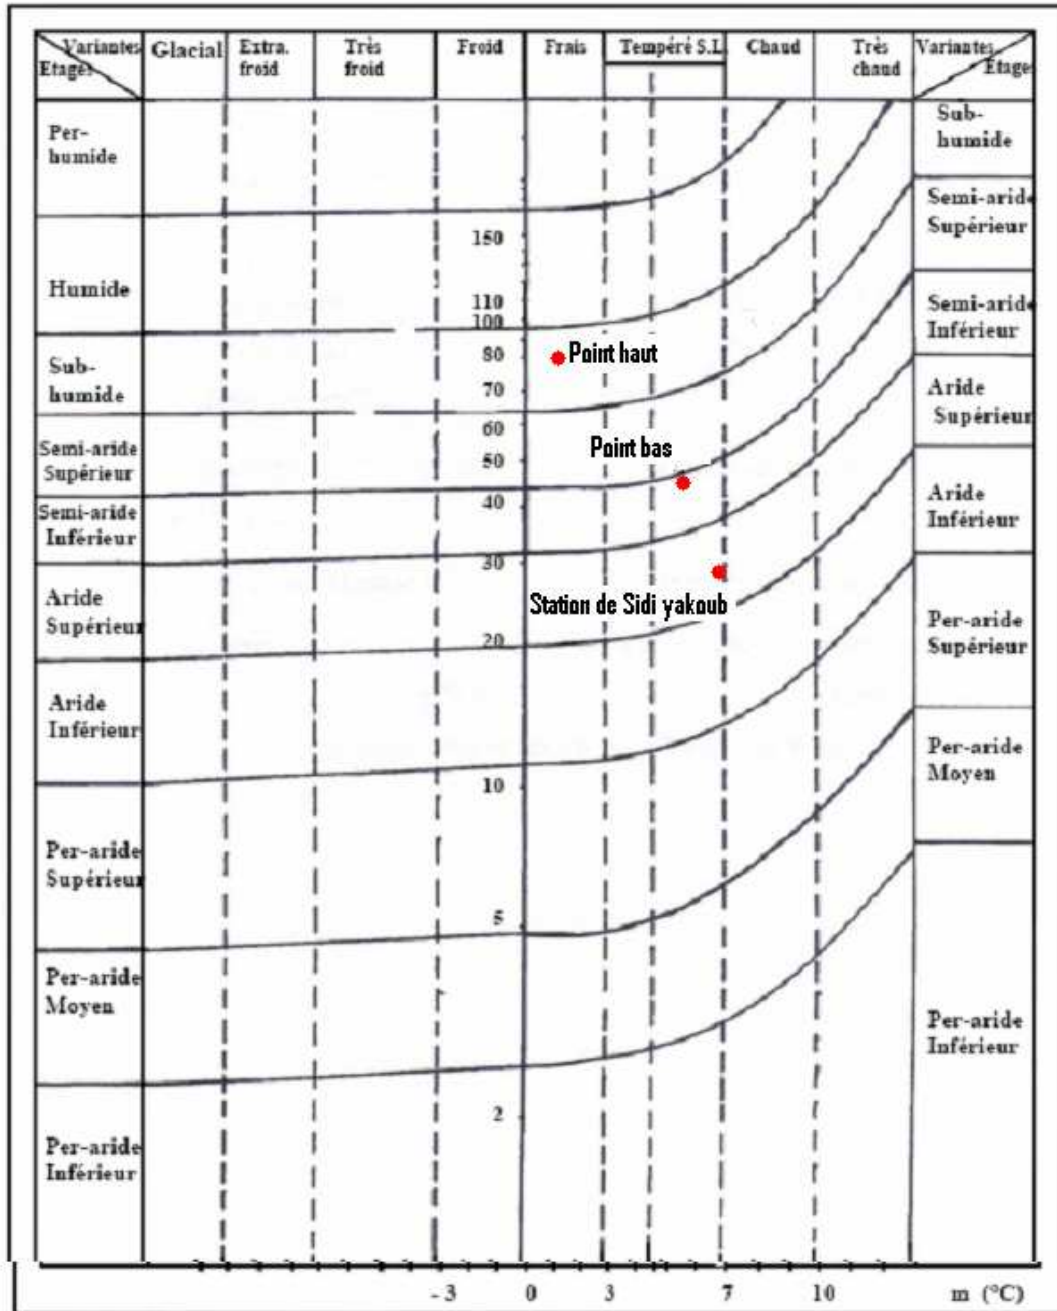 Variantes Glacial Extra. Très Froid Frais Tempéré S.L Chaud Très Variantes
Etages froid froid chaud Etage
Per-
humide
Humide
Sub-
humide
Semi-aride
Supérieur
Semi-aride
Inférieur
Aride
Supérieur
Aride
Inférieur
Per-aride
Supérieur
Per-aride
Moyen
Per-aride
Inférieur
150
110
100
80
70
60
50
40
30
20
10
5
2
Point haut
Point bas
Station de Sidi yakoub
Sub-
humide
Semi-aride
Supérieur
Semi-aride
Inférieur
Aride
Supérieur
Aride
Inférieur
Per-aride
Supérieur
Per-aride
Moyen
Per-aride
Inférieur
- 3 0 3 7 10 m (°C)